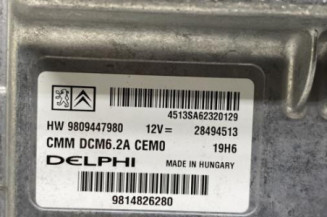 4513SA62320129
HW 9809447980 12V= 28494513
CMM DCM6.2A CEM0 19H6
DELPHI MADE IN HUNGARY
9814826280